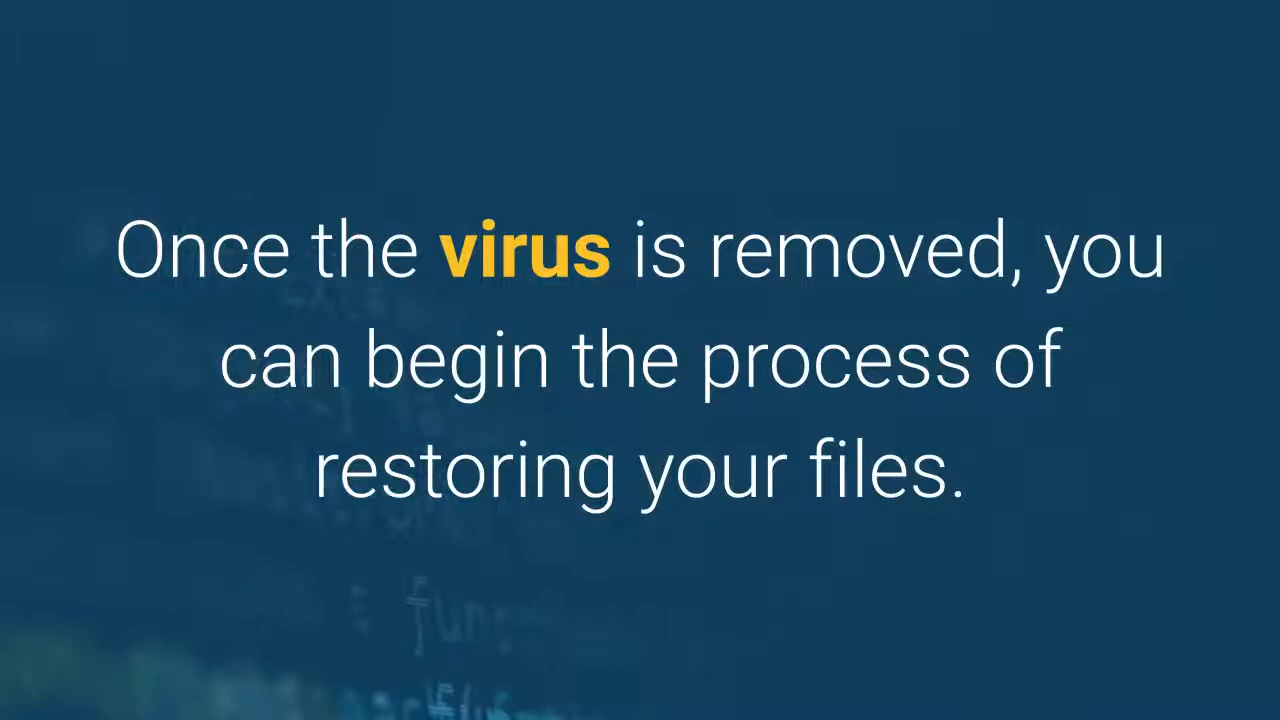 Once the virus is removed, you
can begin the process of
restoring your files.